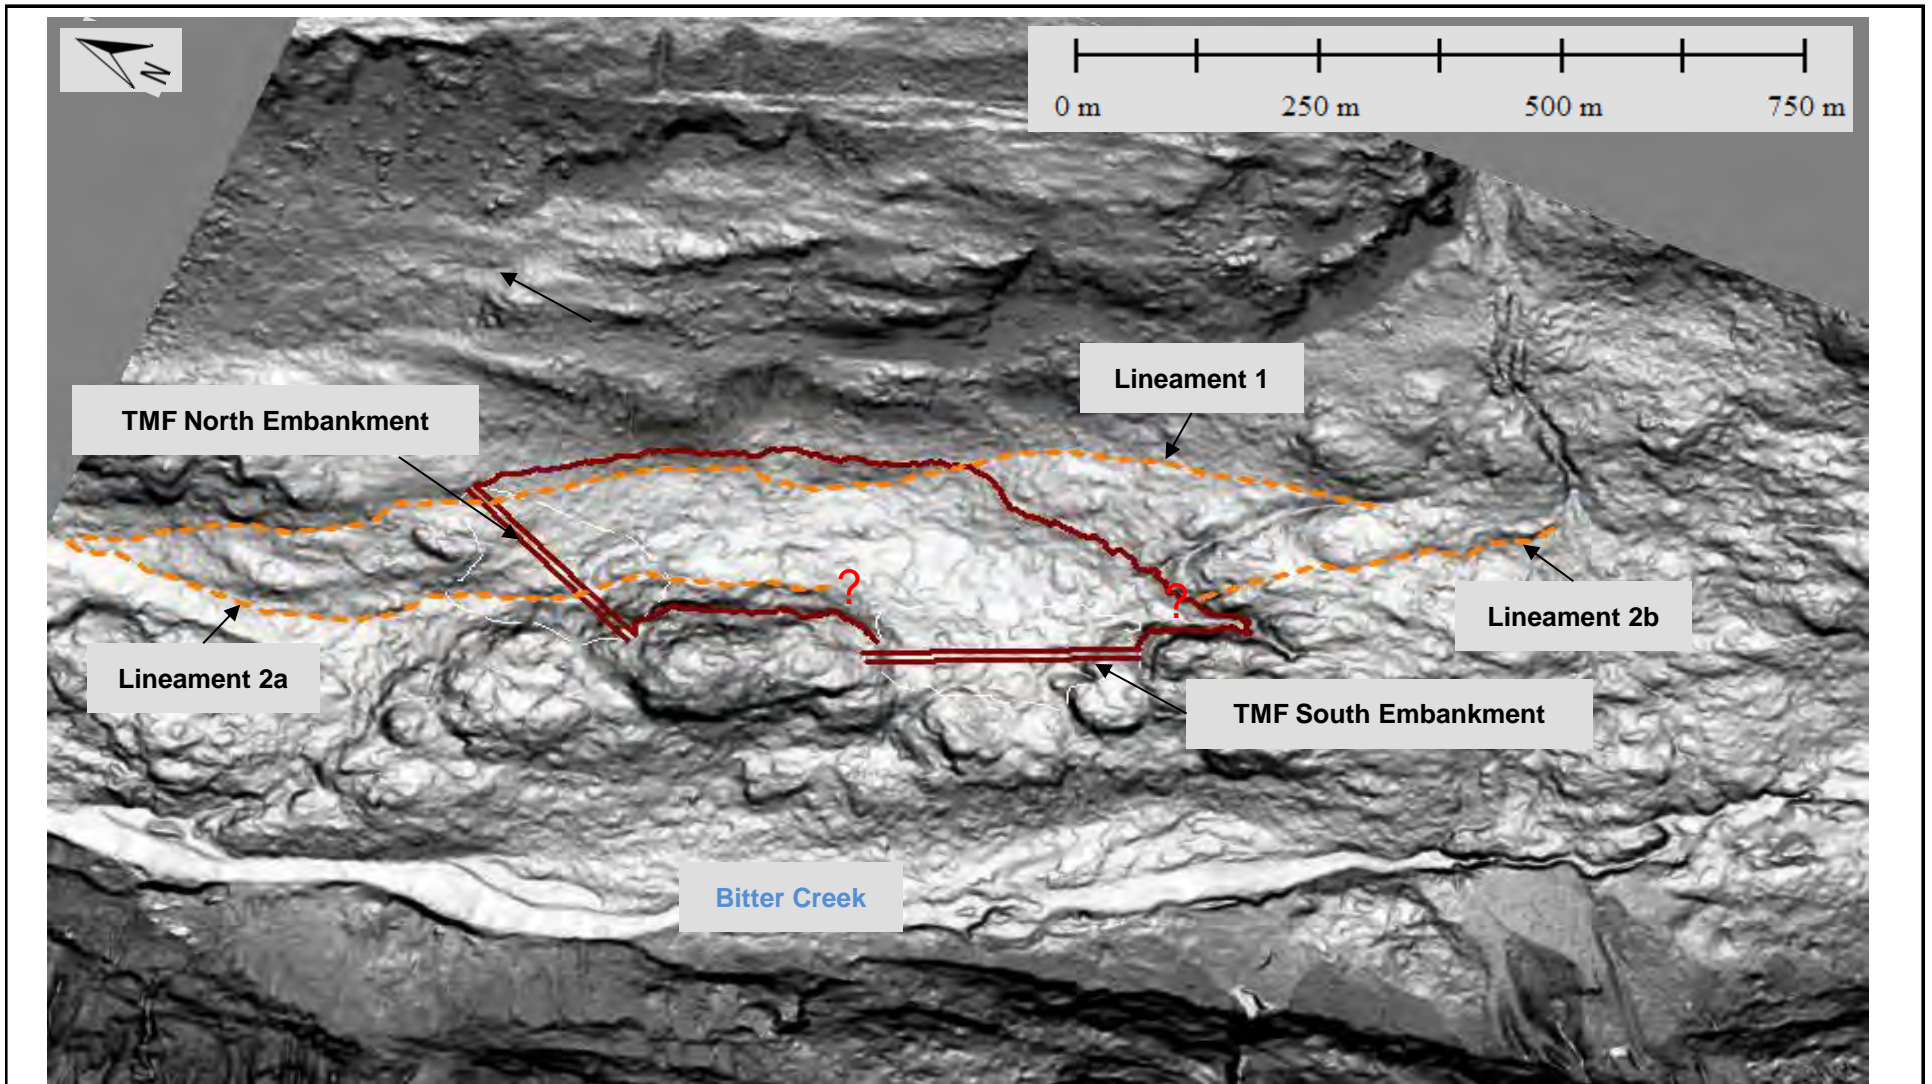 N
0 m 250 m 500 m 750 m
Lineament 1
TMF North Embankment
?
?
Lineament 2b
Lineament 2a
TMF South Embankment
Bitter Creek